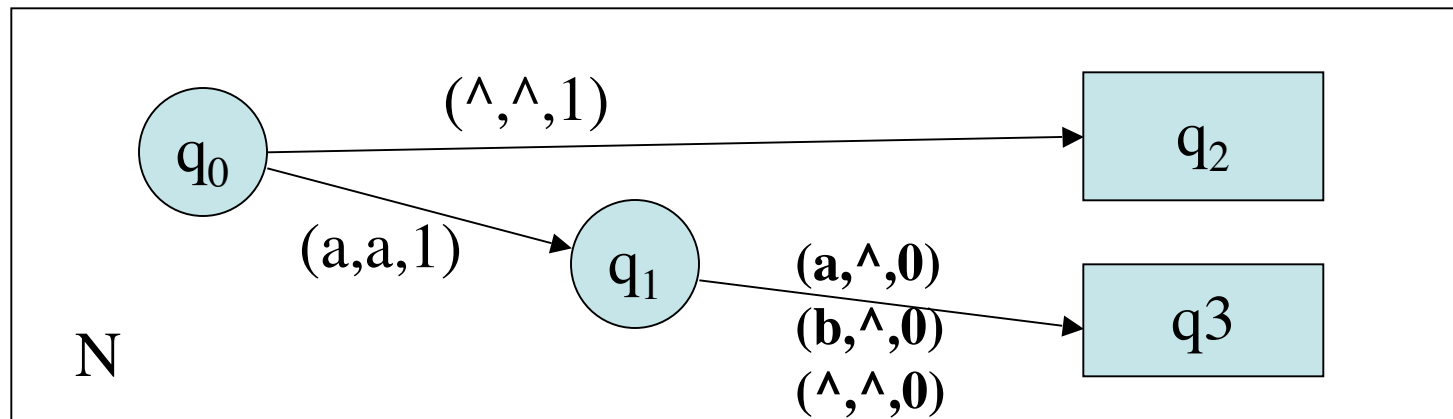 (^,^,1)
q₀
q₂
(a,a,1)
q₁
(a,^,0)
(b,^,0)
(^,^,0)
q3
N